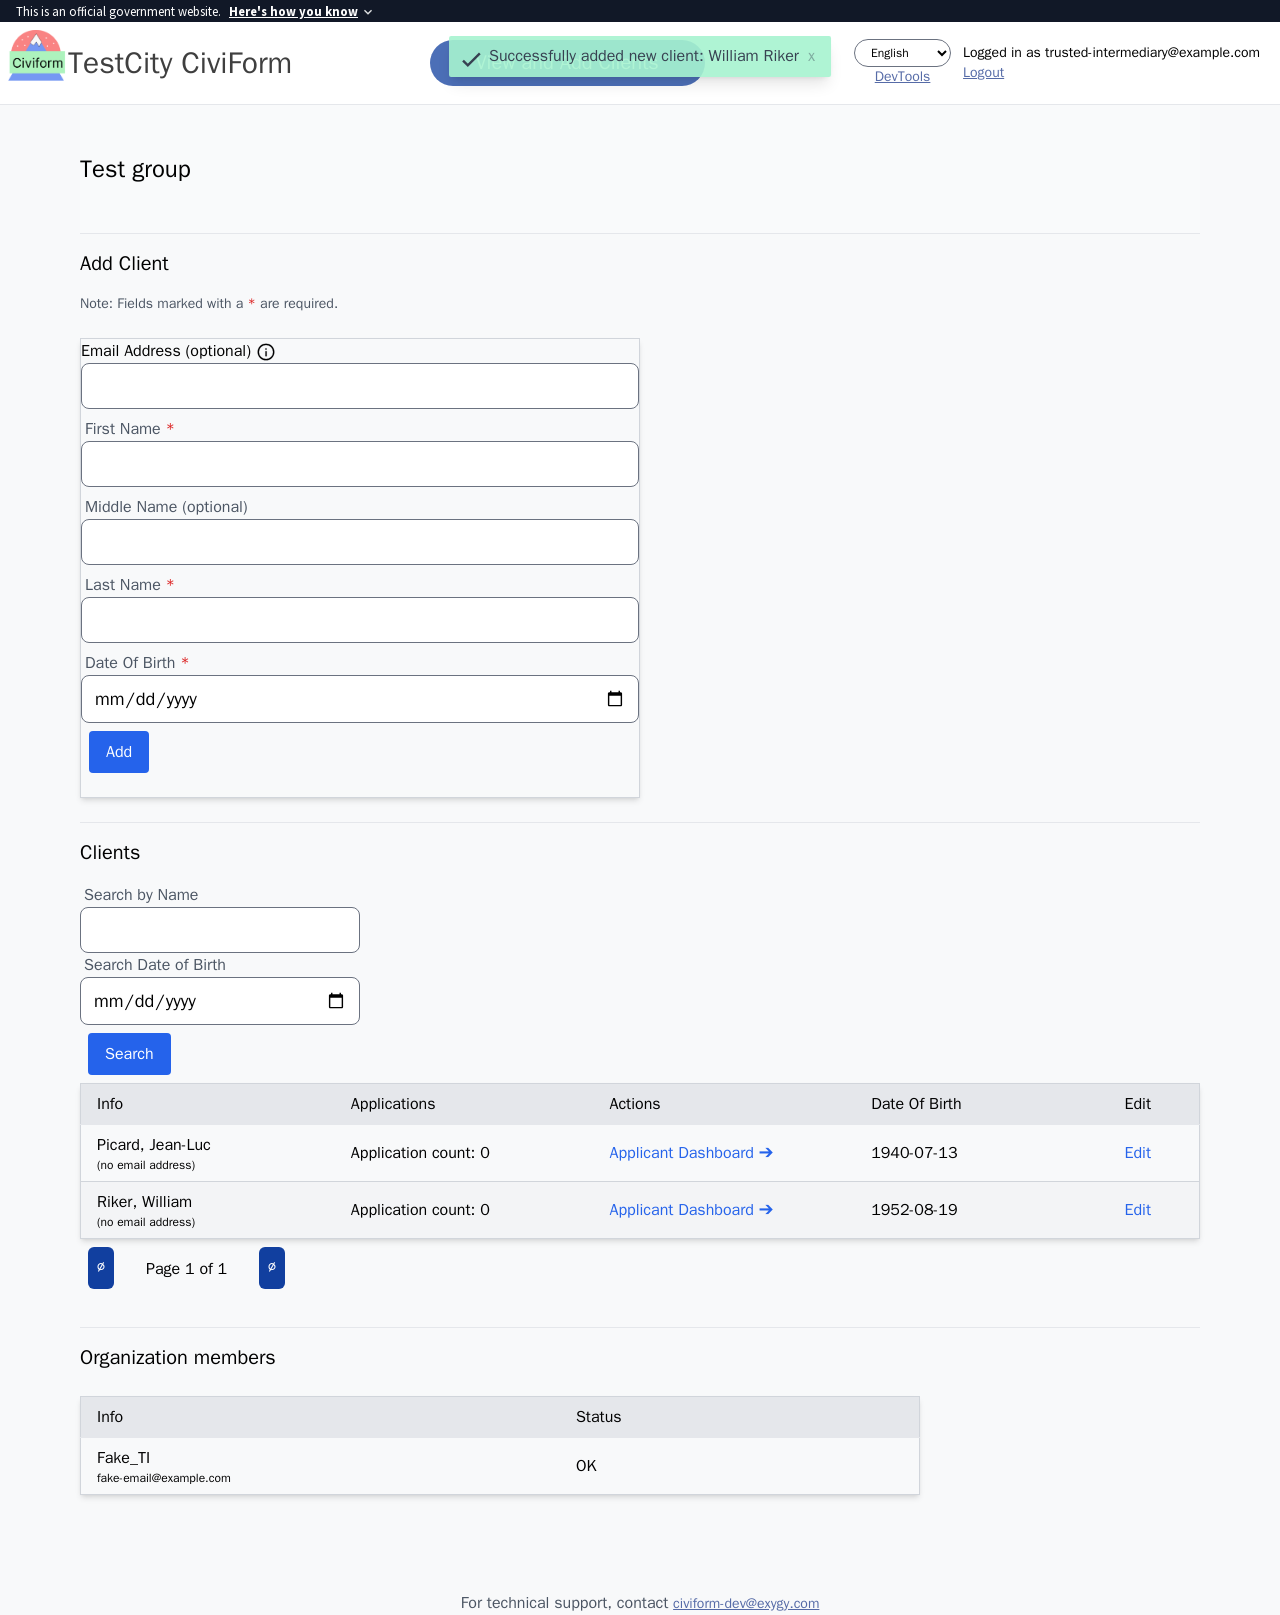 This is an official government website. Here's how you know
Civiform
TestCity CiviForm
Successfully added new client: William Riker x
English
DevTools
Logged in as trusted-intermediary@example.com
Logout
Test group
Add Client
Note: Fields marked with a * are required.
Email Address (optional)
First Name *
Middle Name (optional)
Last Name *
Date Of Birth *
mm/dd/yyyy
Add
Clients
Search by Name
Search Date of Birth
mm/dd/yyyy
Search
Info Applications Actions Date Of Birth Edit
Picard, Jean-Luc
(no email address)
Application count: 0 Applicant Dashboard ➔ 1940-07-13 Edit
Riker, William
(no email address)
Application count: 0 Applicant Dashboard ➔ 1952-08-19 Edit
Page 1 of 1
Organization members
Info Status
Fake_TI
fake-email@example.com
OK
For technical support, contact civiform-dev@exygy.com